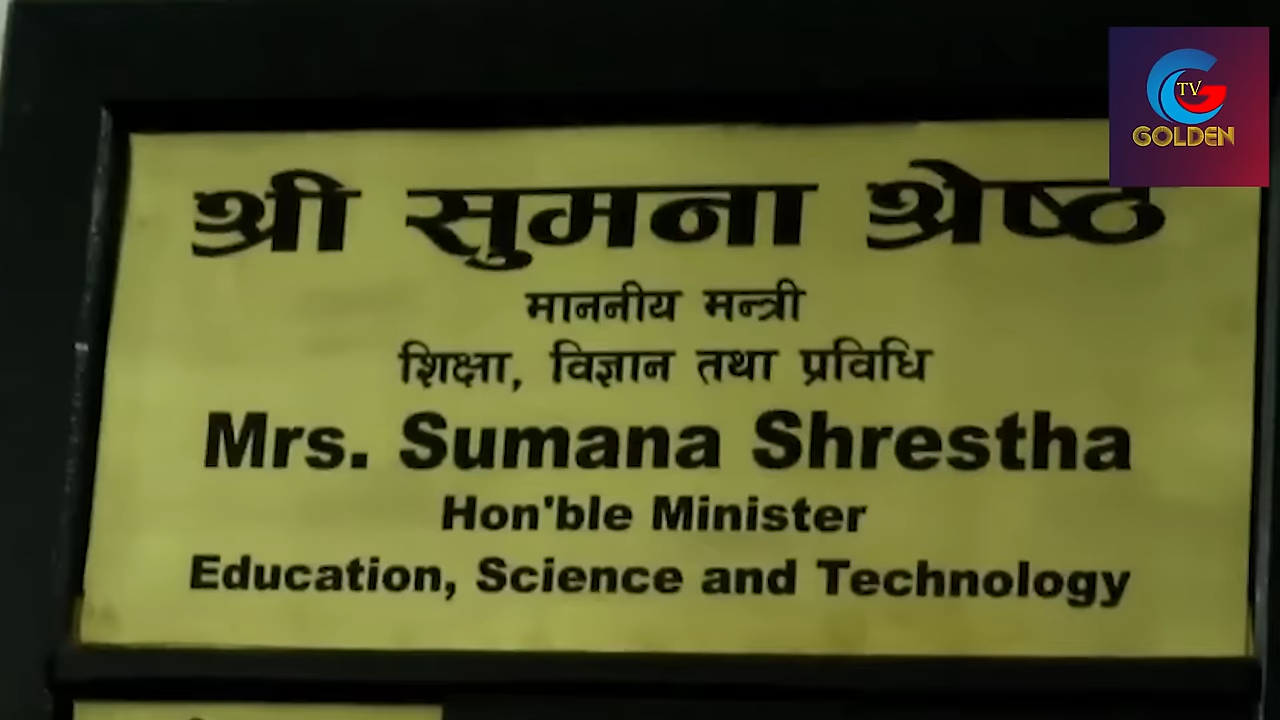 श्री सुमना श्रेष्ठ
माननीय मन्त्री
शिक्षा, विज्ञान तथा प्रविधि
Mrs. Sumana Shrestha
Hon'ble Minister
Education, Science and Technology
TV
GOLDEN